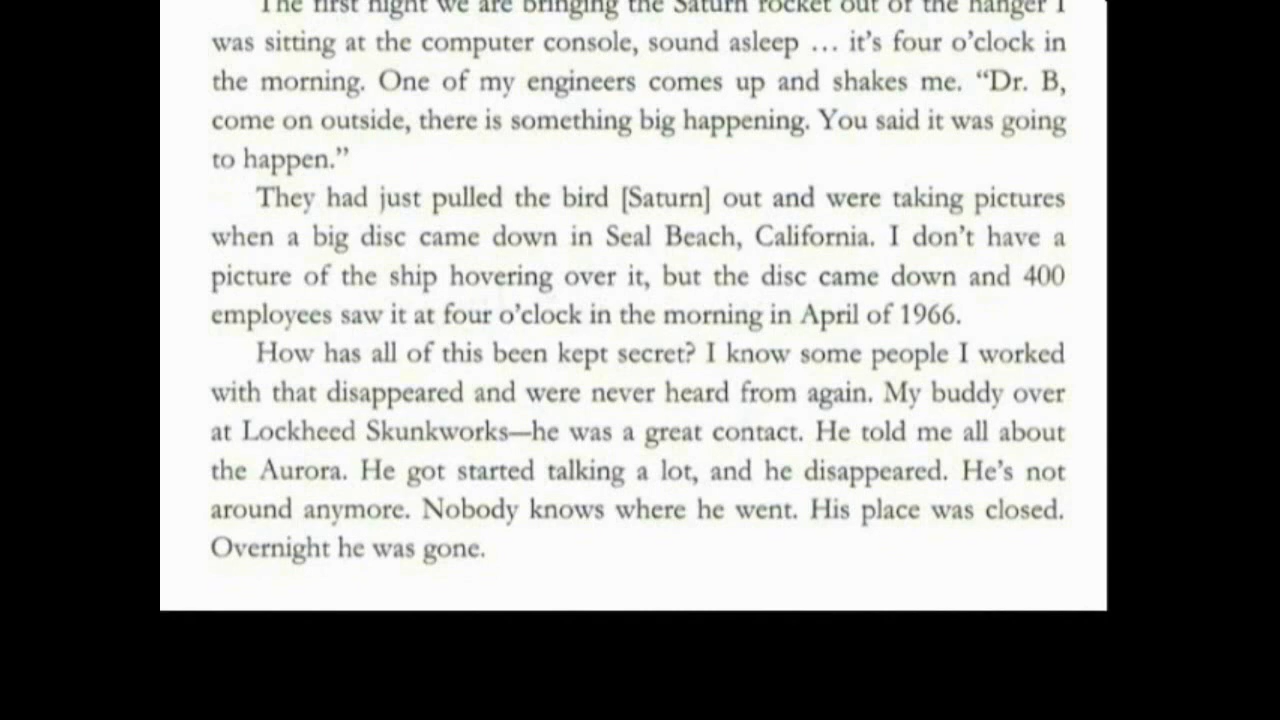 The first night we are bringing the Saturn rocket out of the hanger I
was sitting at the computer console, sound asleep … it’s four o’clock in
the morning. One of my engineers comes up and shakes me. “Dr. B,
come on outside, there is something big happening. You said it was going
to happen.”
They had just pulled the bird [Saturn] out and were taking pictures
when a big disc came down in Seal Beach, California. I don’t have a
picture of the ship hovering over it, but the disc came down and 400
employees saw it at four o’clock in the morning in April of 1966.
How has all of this been kept secret? I know some people I worked
with that disappeared and were never heard from again. My buddy over
at Lockheed Skunkworks—he was a great contact. He told me all about
the Aurora. He got started talking a lot, and he disappeared. He’s not
around anymore. Nobody knows where he went. His place was closed.
Overnight he was gone.